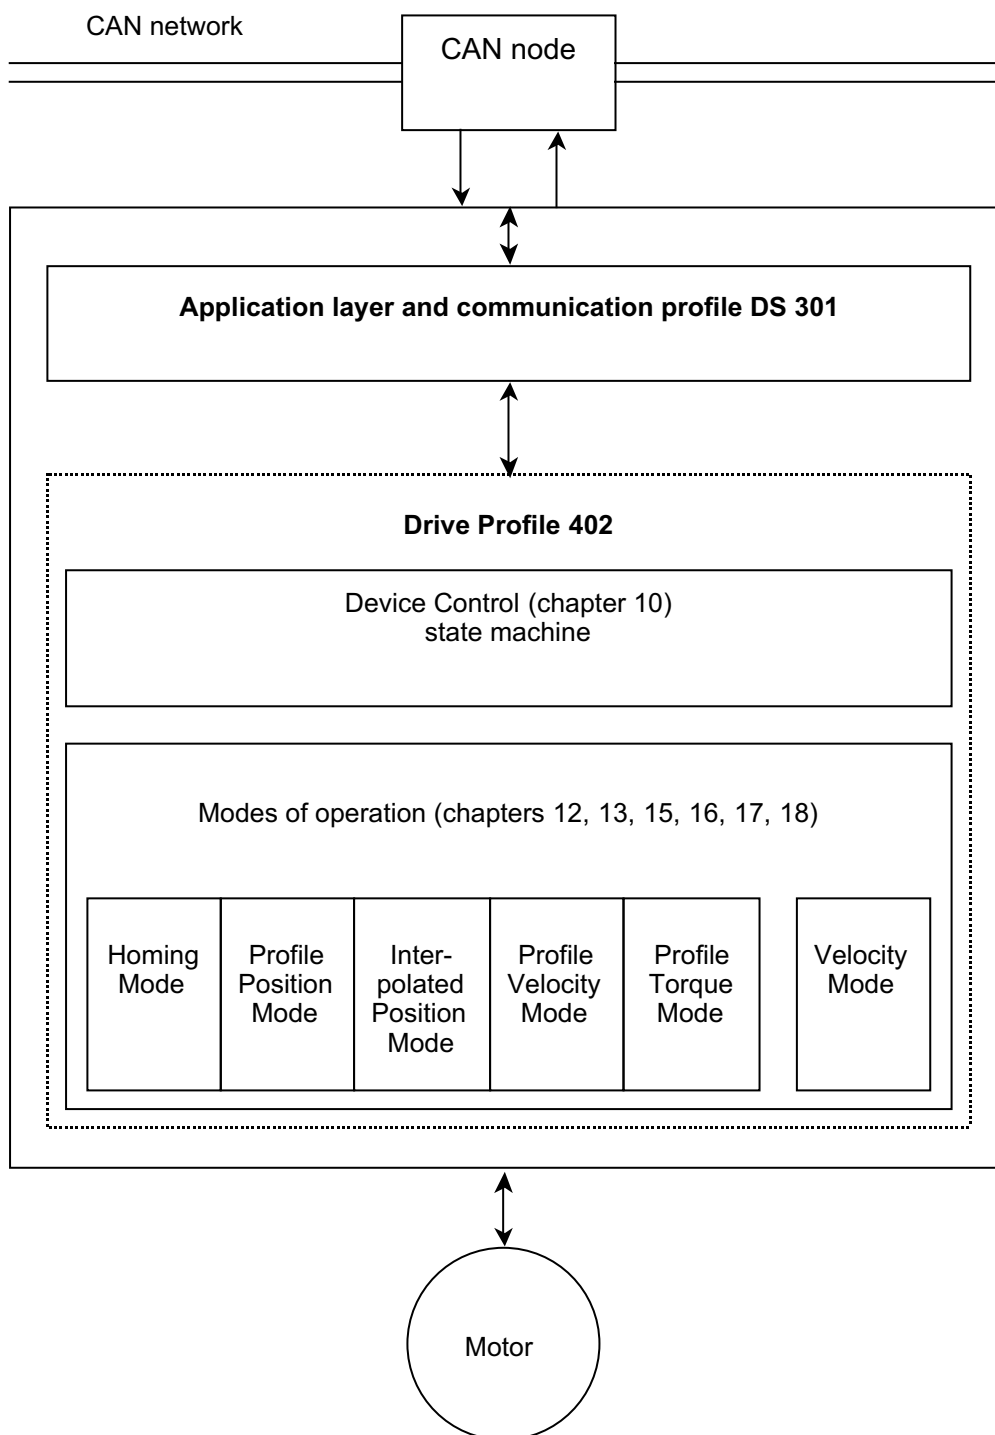 CAN network
CAN node
Application layer and communication profile DS 301
Drive Profile 402
Device Control (chapter 10)
state machine
Modes of operation (chapters 12, 13, 15, 16, 17, 18)
Homing
Mode
Profile
Position
Mode
Inter-
polated
Position
Mode
Profile
Velocity
Mode
Profile
Torque
Mode
Velocity
Mode
Motor